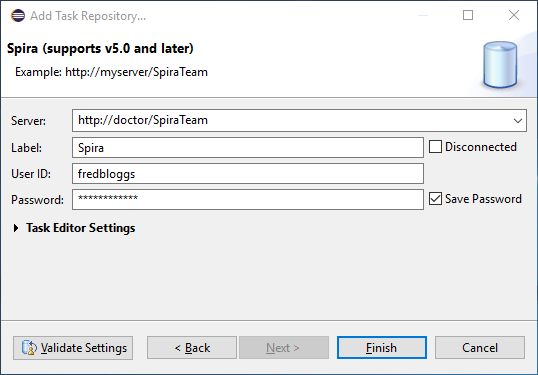 Add Task Repository...
Spira (supports v5.0 and later)
Example: http://myserver/SpiraTeam
Server: http://doctor/SpiraTeam
Label: Spira Disconnected
User ID: fredbloggs
Password: ************ Save Password
Task Editor Settings
Validate Settings < Back Next > Finish Cancel